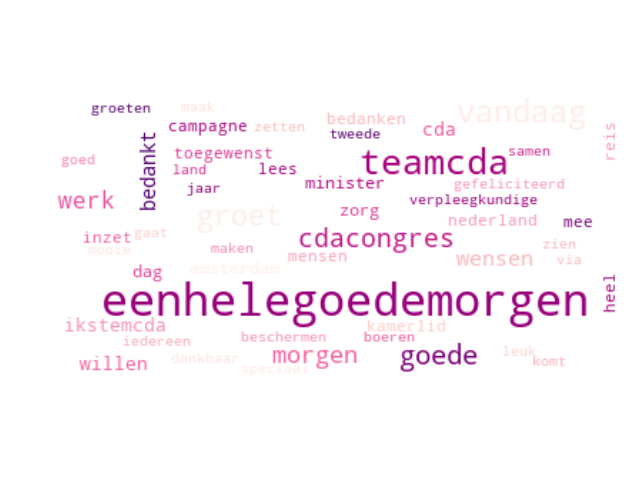 groeten maak vandaag
campagne zetten bedanken cda reis
bedankt tweede
goed toegewenst teamcda samen
land lees
jaar minister gefeliciteerd
werk verpleegkundige
groet zorg nederland mee
inzet gaat cdacongres zien
mooie maken mensen wensen via
dag amsterdam
eenhelegoedemorgen heel
ikstemcda kamerlid
iedereen beschermen boeren
willen dankbaar morgen goede leuk
speciaal komt